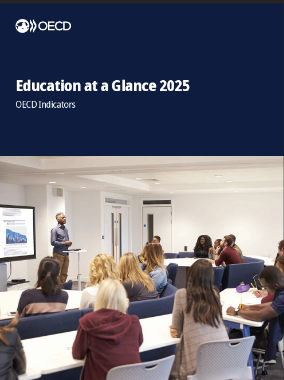 OECD
Education at a Glance 2025
OECD Indicators